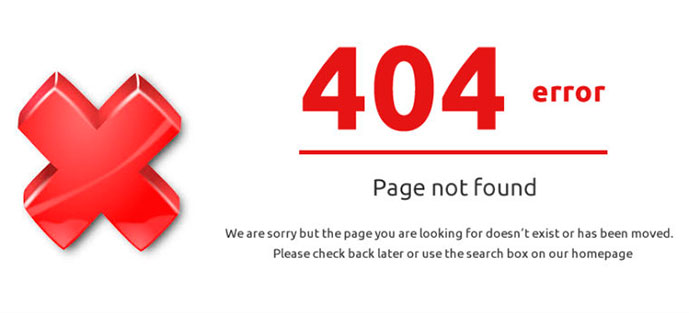 404 error
Page not found
We are sorry but the page you are looking for doesn't exist or has been moved.
Please check back later or use the search box on our homepage